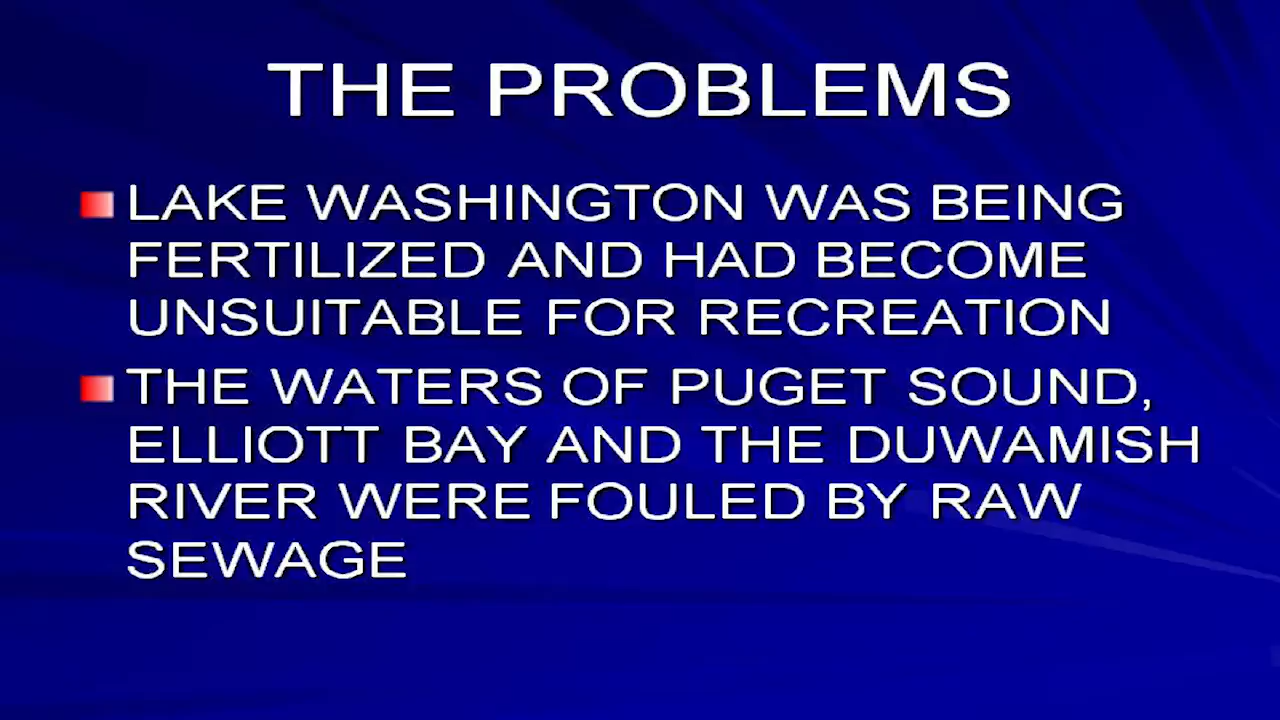 THE PROBLEMS
LAKE WASHINGTON WAS BEING
FERTILIZED AND HAD BECOME
UNSUITABLE FOR RECREATION
THE WATERS OF PUGET SOUND,
ELLIOTT BAY AND THE DUWAMISH
RIVER WERE FOULED BY RAW
SEWAGE